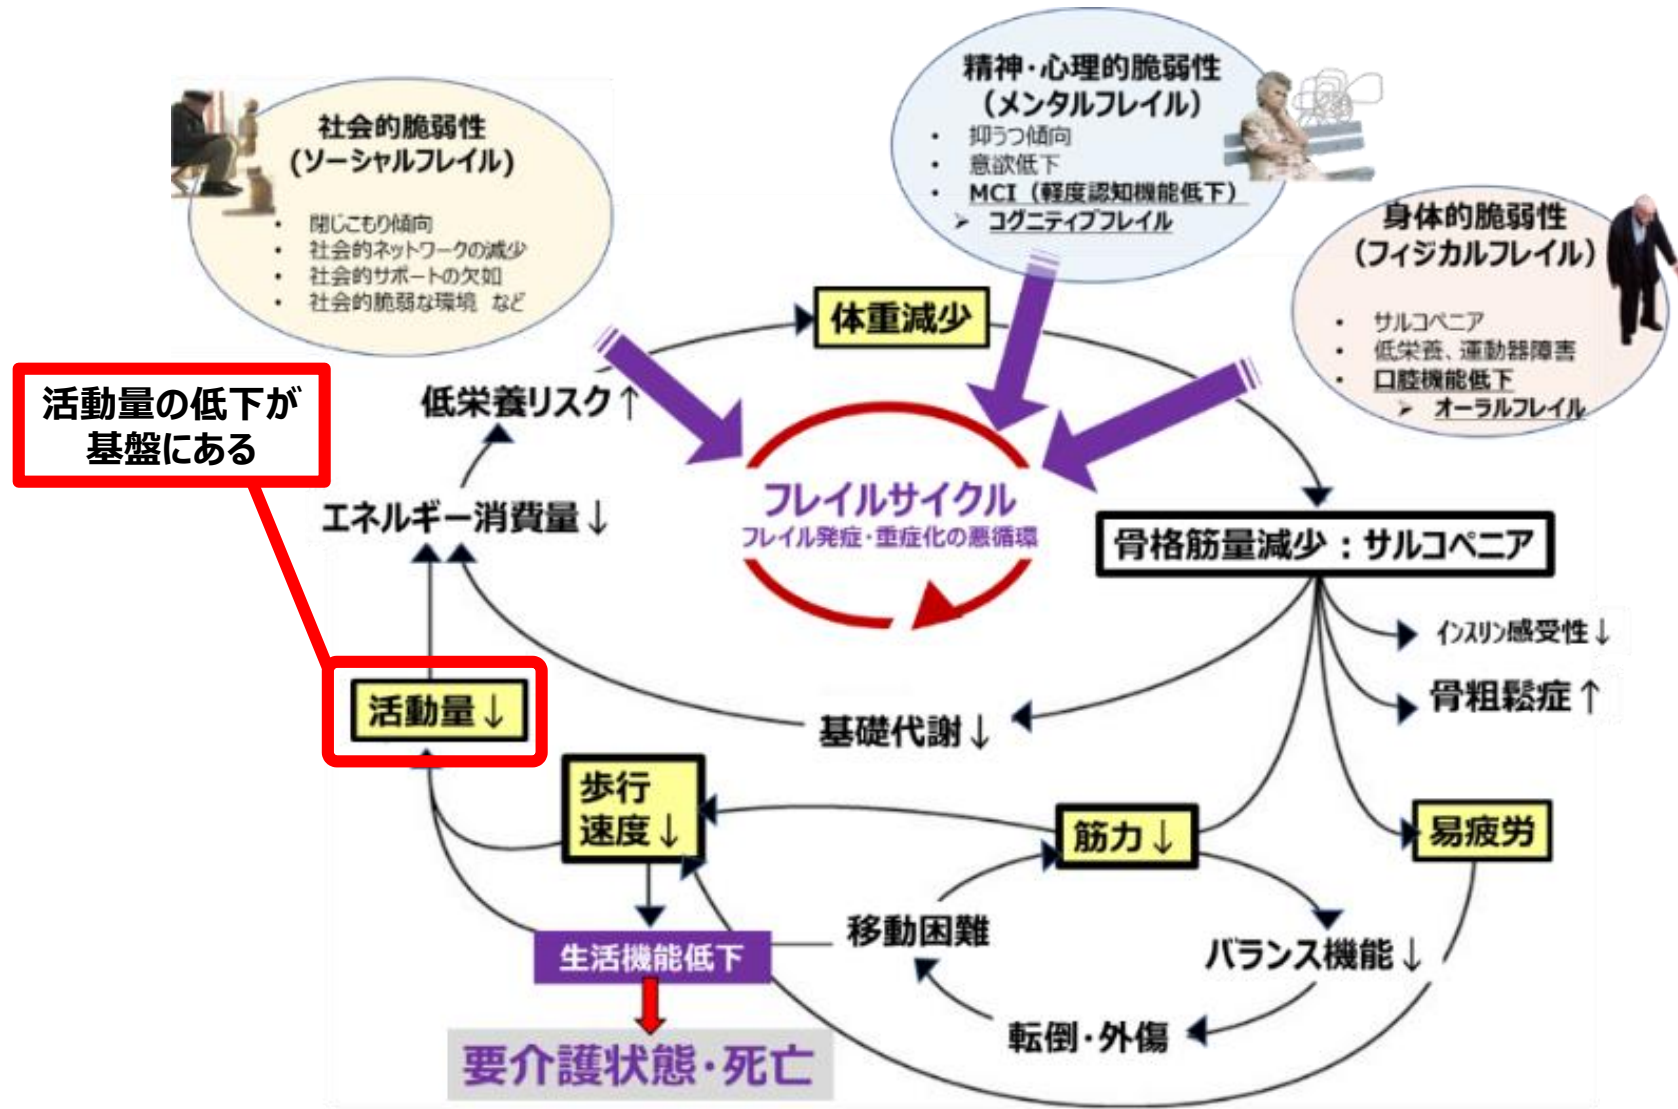 精神・心理的脆弱性
（メンタルフレイル）
• 抑うつ傾向
• 意欲低下
• MCI（軽度認知機能低下）
➢ コグニティブフレイル
社会的脆弱性
(ソーシャルフレイル)
• 閉じこもり傾向
• 社会的ネットワークの減少
• 社会的サポートの欠如
• 社会的脆弱な環境 など
身体的脆弱性
（フィジカルフレイル）
• サルコペニア
• 低栄養、運動器障害
• 口腔機能低下
➢ オーラルフレイル
体重減少
活動量の低下が
基盤にある
低栄養リスク↑
エネルギー消費量↓
フレイルサイクル
フレイル発症・重症化の悪循環
骨格筋量減少：サルコペニア
インスリン感受性↓
骨粗鬆症↑
活動量↓
基礎代謝↓
歩行
速度↓
筋力↓
易疲労
移動困難
バランス機能↓
生活機能低下
転倒・外傷
要介護状態・死亡